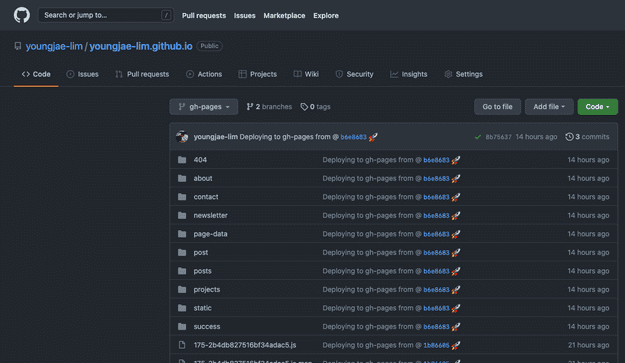 Search or jump to... /
Pull requests Issues Marketplace Explore
youngjae-lim / youngjae-lim.github.io Public
Code Issues Pull requests Actions Projects Wiki Security Insights Settings
gh-pages 2 branches 0 tags Go to file Add file Code
youngjae-lim Deploying to gh-pages from @ b6e8683 🚀 8b75637 14 hours ago 3 commits
404 Deploying to gh-pages from @ b6e8683 🚀 14 hours ago
about Deploying to gh-pages from @ b6e8683 🚀 14 hours ago
contact Deploying to gh-pages from @ b6e8683 🚀 14 hours ago
newsletter Deploying to gh-pages from @ b6e8683 🚀 14 hours ago
page-data Deploying to gh-pages from @ b6e8683 🚀 14 hours ago
post Deploying to gh-pages from @ b6e8683 🚀 14 hours ago
posts Deploying to gh-pages from @ b6e8683 🚀 14 hours ago
projects Deploying to gh-pages from @ b6e8683 🚀 14 hours ago
static Deploying to gh-pages from @ b6e8683 🚀 14 hours ago
success Deploying to gh-pages from @ b6e8683 🚀 14 hours ago
175-2b4db827516bf34adac5.js Deploying to gh-pages from @ 1b86606 🚀 21 hours ago